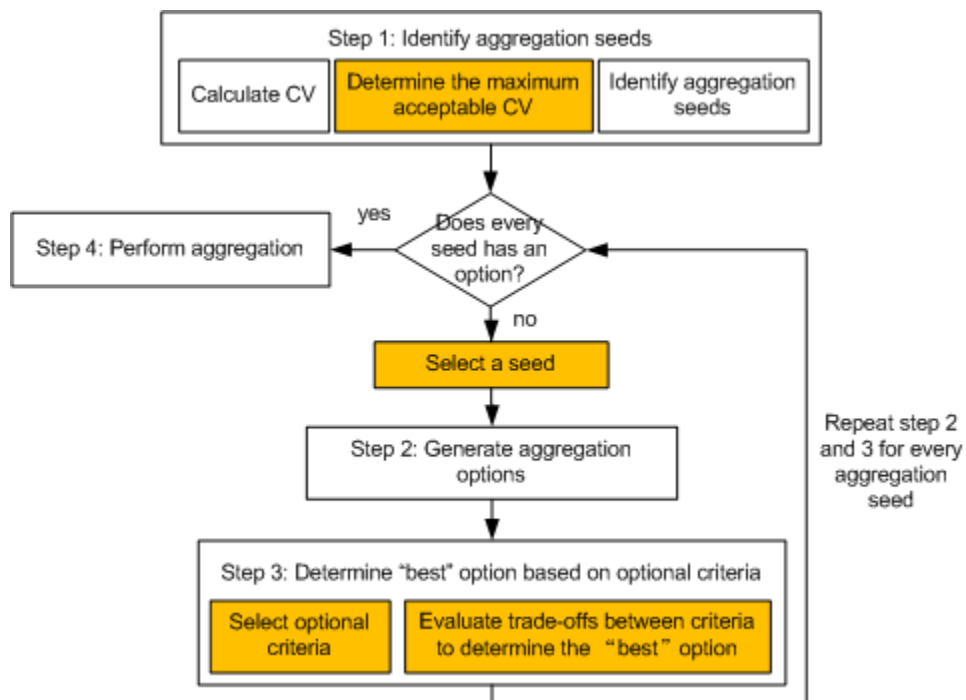 Step 1: Identify aggregation seeds
Calculate CV
Determine the maximum
acceptable CV
Identify aggregation
seeds
yes
Does every
seed has an
option?
Step 4: Perform aggregation
no
Select a seed
Step 2: Generate aggregation
options
Repeat step 2
and 3 for every
aggregation
seed
Step 3: Determine “best” option based on optional criteria
Select optional
criteria
Evaluate trade-offs between criteria
to determine the “best” option